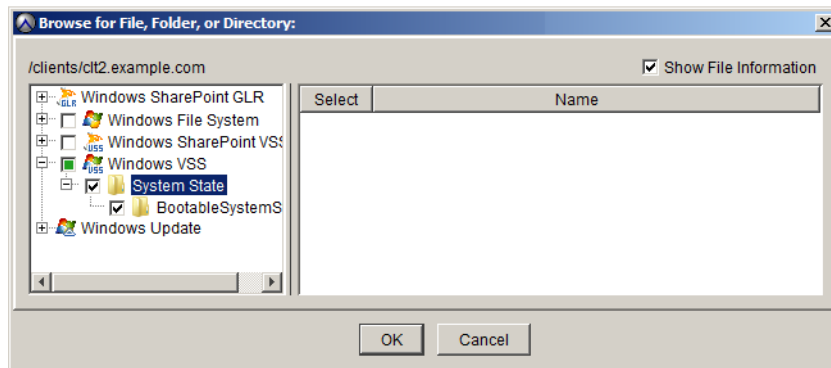 Browse for File, Folder, or Directory:
/clients/clt2.example.com
Show File Information
Windows SharePoint GLR
Windows File System
Windows SharePoint VSS
Windows VSS
System State
BootableSystemS
Windows Update
Select Name
OK Cancel